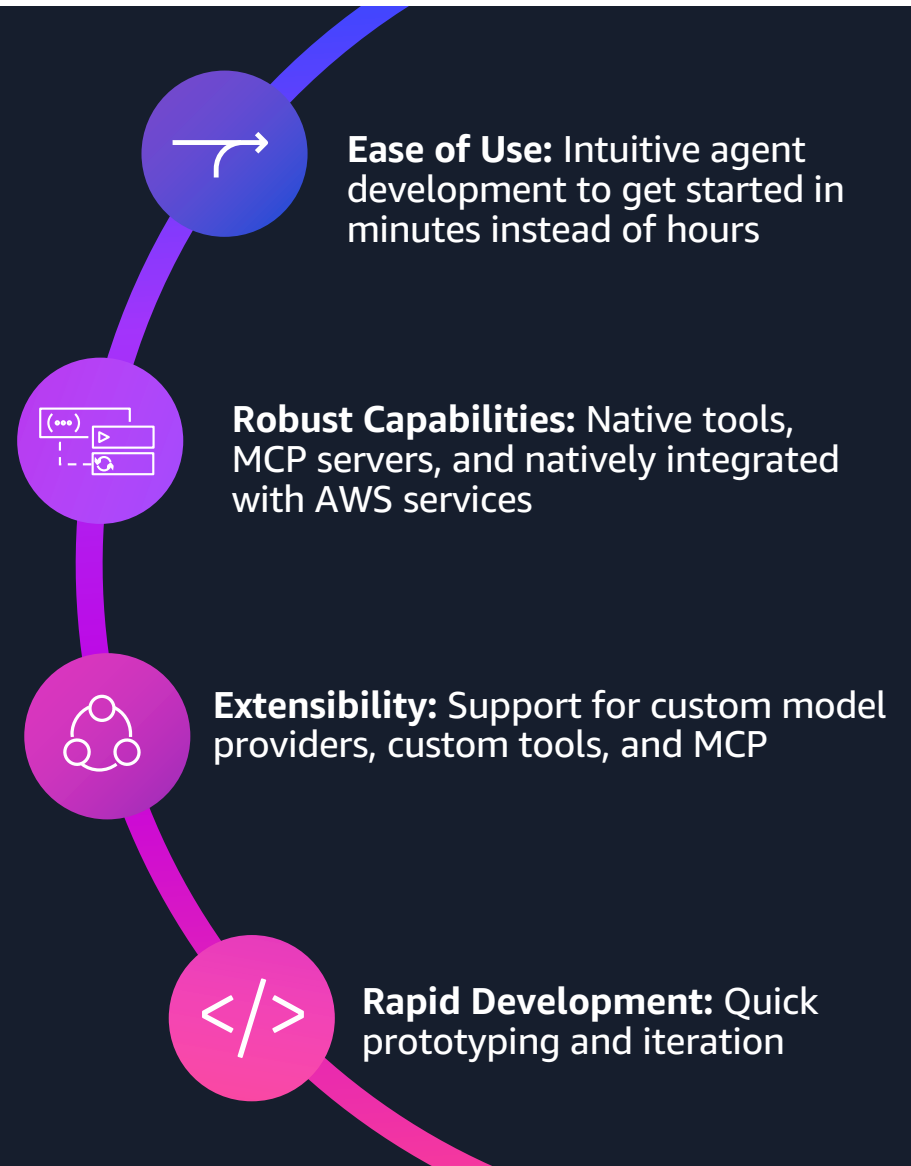 Ease of Use: Intuitive agent
development to get started in
minutes instead of hours
Robust Capabilities: Native tools,
MCP servers, and natively integrated
with AWS services
Extensibility: Support for custom model
providers, custom tools, and MCP
</>
Rapid Development: Quick
prototyping and iteration